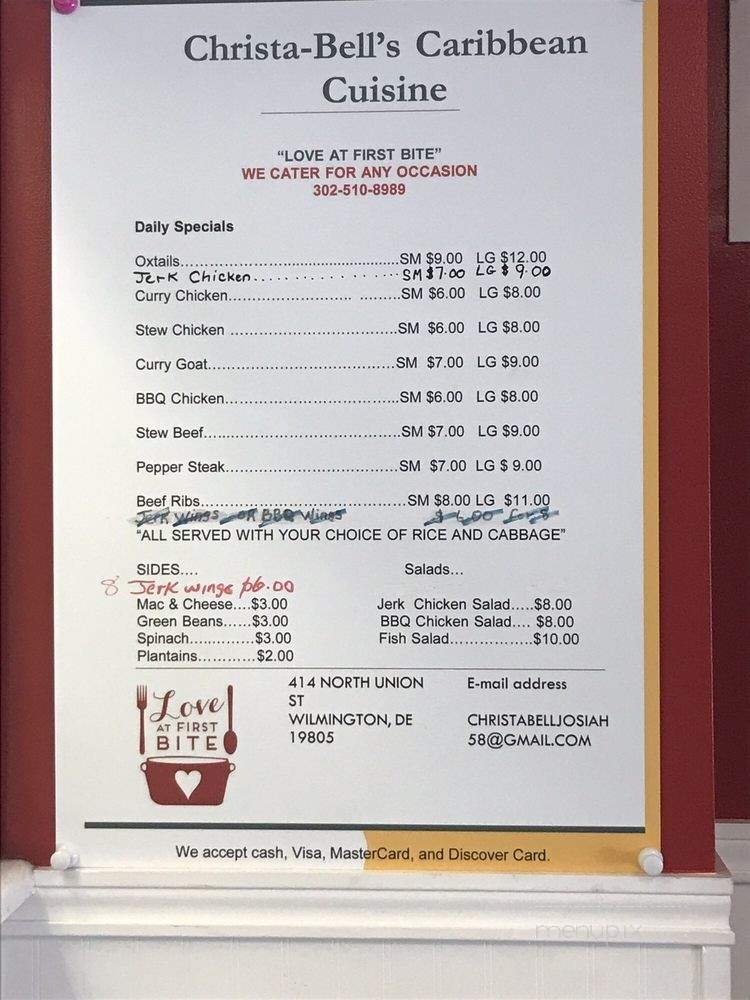 Christa-Bell's Caribbean
Cuisine
"LOVE AT FIRST BITE"
WE CATER FOR ANY OCCASION
302-510-8989
Daily Specials
Oxtails..................................................SM $9.00 LG $12.00
Jerk Chicken..................SM $7.00 LG $9.00
Curry Chicken............................ .........SM $6.00 LG $8.00
Stew Chicken ......................................SM $6.00 LG $8.00
Curry Goat...........................................SM $7.00 LG $9.00
BBQ Chicken.......................................SM $6.00 LG $8.00
Stew Beef............................................SM $7.00 LG $9.00
Pepper Steak.......................................SM $7.00 LG $ 9.00
Beef Ribs..............................................SM $8.00 LG $11.00
Jerk Wings OR BBQ Wings $6.00 for 8
"ALL SERVED WITH YOUR CHOICE OF RICE AND CABBAGE"
SIDES....
8 Jerk wings $6.00
Mac & Cheese....$3.00
Green Beans......$3.00
Spinach.............$3.00
Plantains............$2.00
Salads...
Jerk Chicken Salad.....$8.00
BBQ Chicken Salad.... $8.00
Fish Salad.................$10.00
Love
AT FIRST
BITE
414 NORTH UNION
ST
WILMINGTON, DE
19805
E-mail address
CHRISTABELLJOSIAH
58@GMAIL.COM
We accept cash, Visa, MasterCard, and Discover Card.
menupix